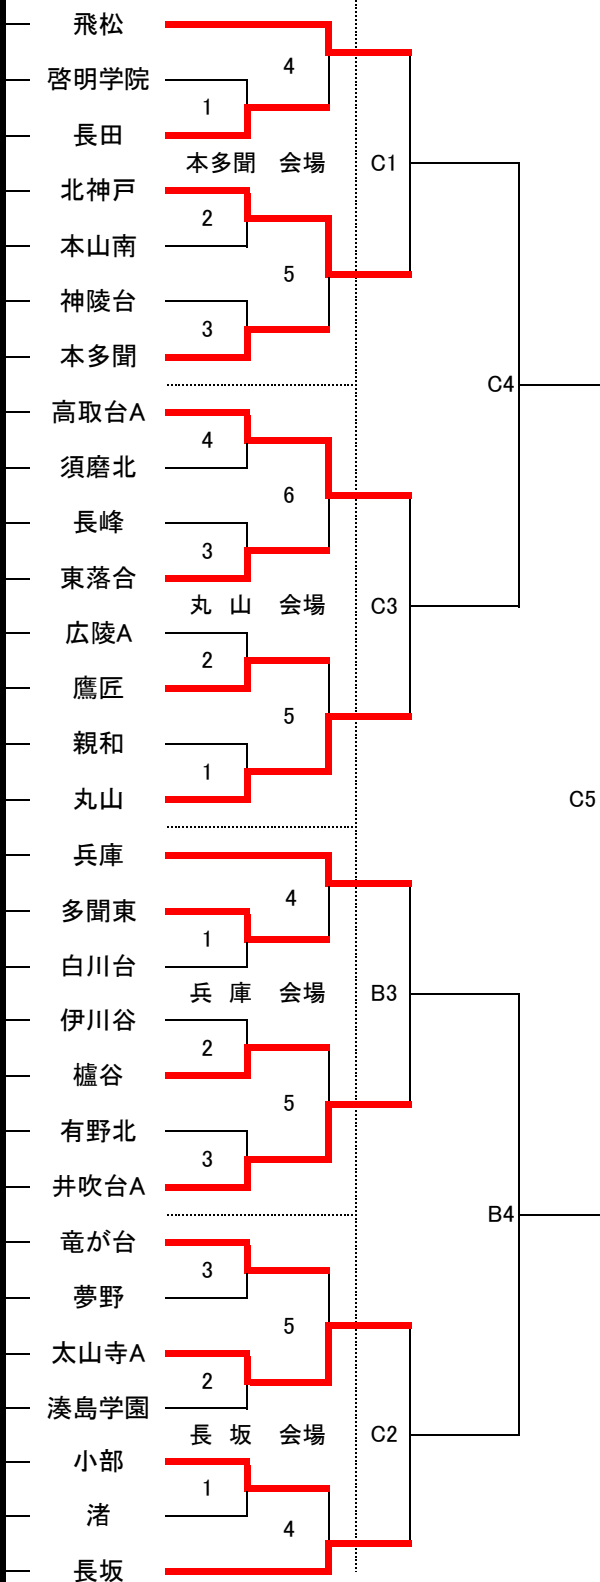 飛松
4
啓明学院
1
長田
本多聞 会場 C1
北神戸
2
本山南
5
神陵台
3
本多聞
C4
高取台A
4
須磨北
6
長峰
3
東落合
丸 山 会場 C3
広陵A
2
鷹匠
5
親和
1
丸山
C5
兵庫
4
多聞東
1
白川台
兵 庫 会場 B3
伊川谷
2
櫨谷
5
有野北
3
井吹台A
B4
竜が台
3
夢野
5
太山寺A
2
湊島学園
長 坂 会場 C2
小部
1
渚
4
長坂